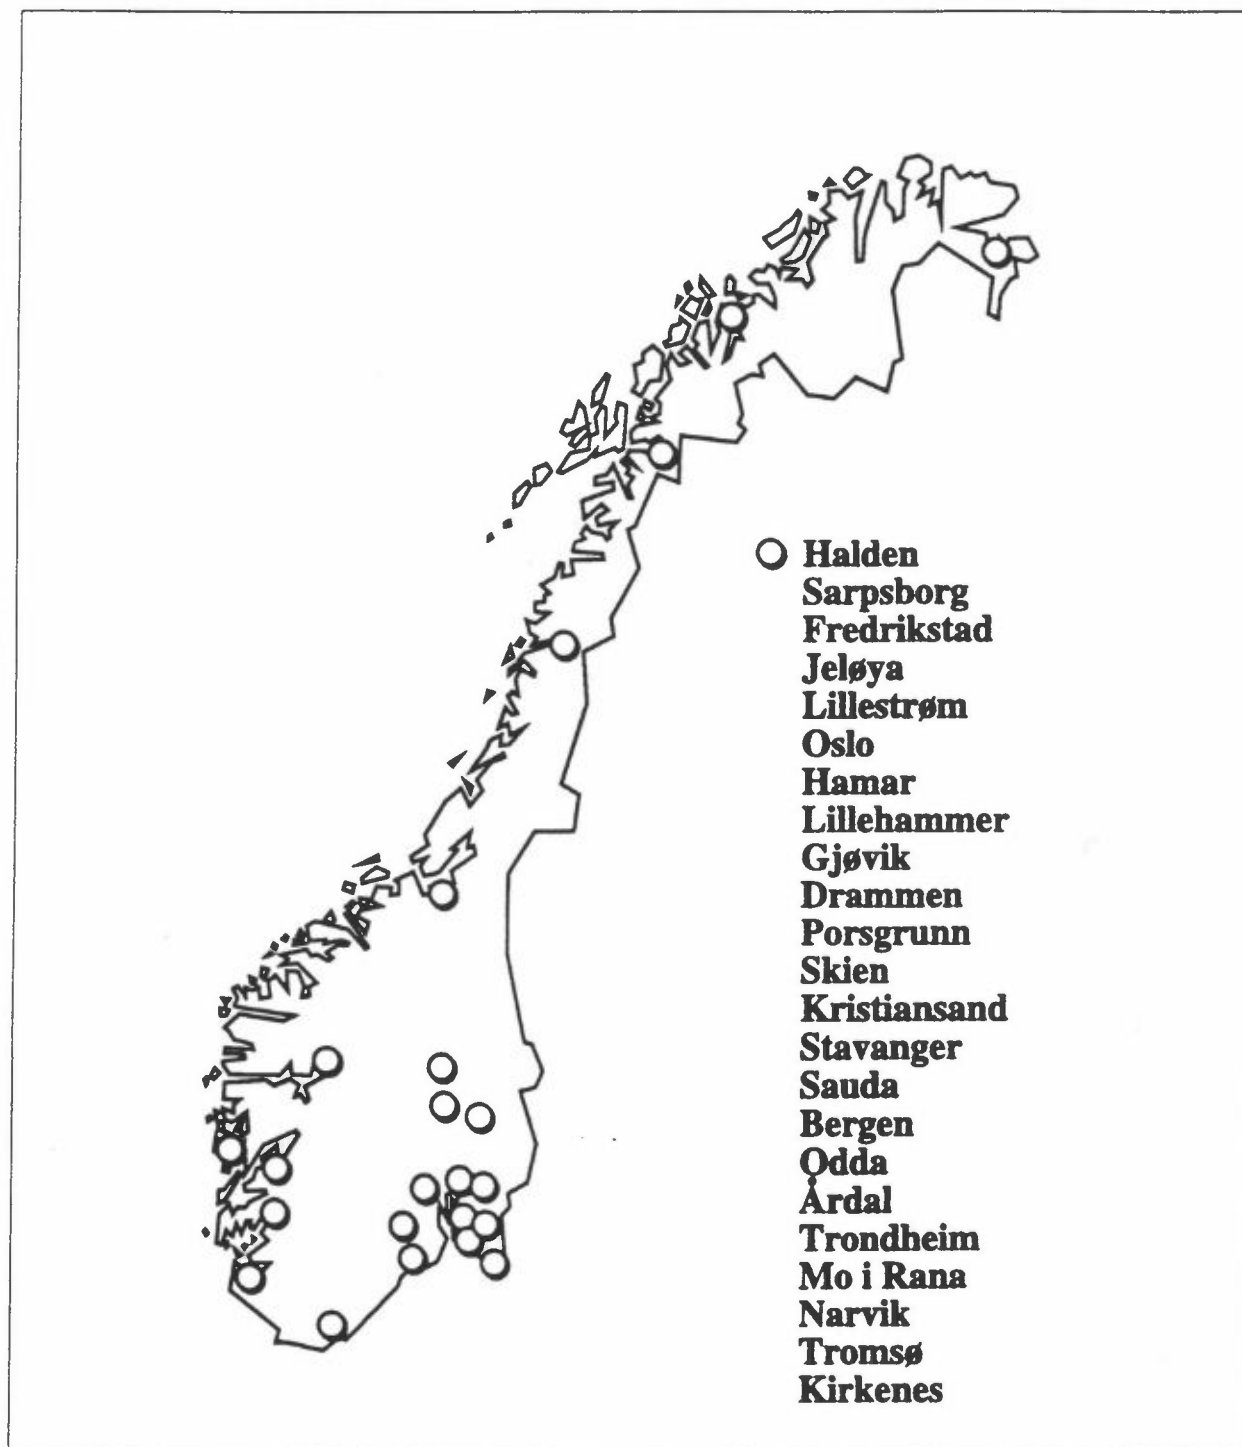 Halden
Sarpsborg
Fredrikstad
Jeløya
Lillestrøm
Oslo
Hamar
Lillehammer
Gjøvik
Drammen
Porsgrunn
Skien
Kristiansand
Stavanger
Sauda
Bergen
Odda
Årdal
Trondheim
Mo i Rana
Narvik
Tromsø
Kirkenes